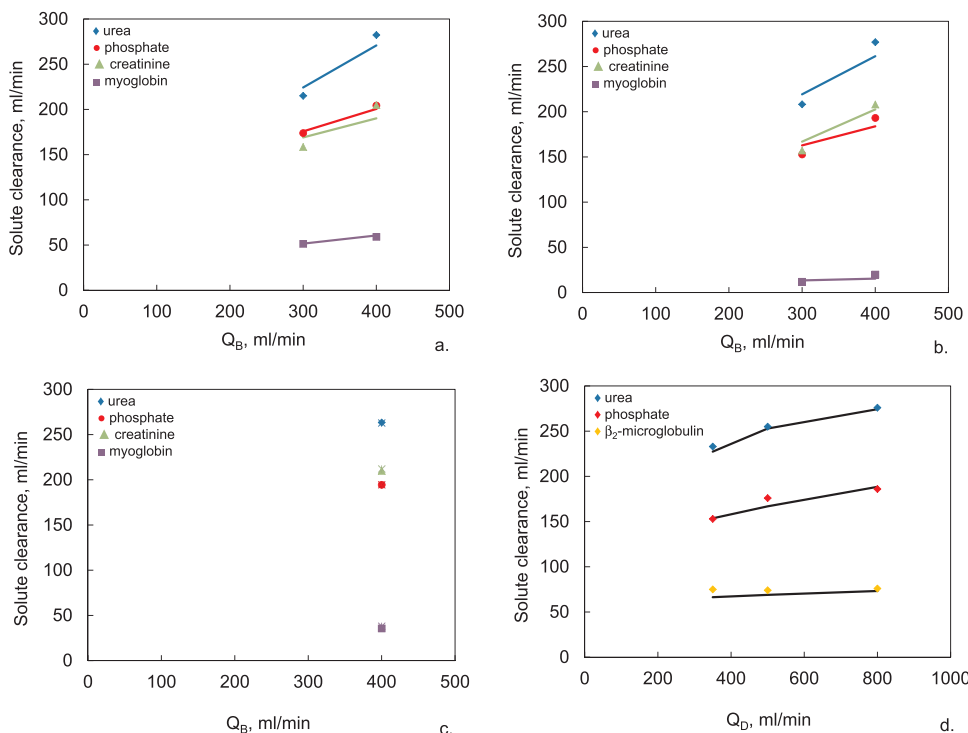 300
250
200
150
100
50
0
Solute clearance, ml/min
urea
phosphate
creatinine
myoglobin
0
100
200
300
400
500
Q_B, ml/min
a.
300
250
200
150
100
50
0
Solute clearance, ml/min
urea
phosphate
creatinine
myoglobin
0
100
200
300
400
500
Q_B, ml/min
b.
300
250
200
150
100
50
0
Solute clearance, ml/min
urea
phosphate
creatinine
myoglobin
0
100
200
300
400
500
Q_B, ml/min
c.
300
250
200
150
100
50
0
Solute clearance, ml/min
urea
phosphate
β₂-microglobulin
0
200
400
600
800
1000
Q_D, ml/min
d.